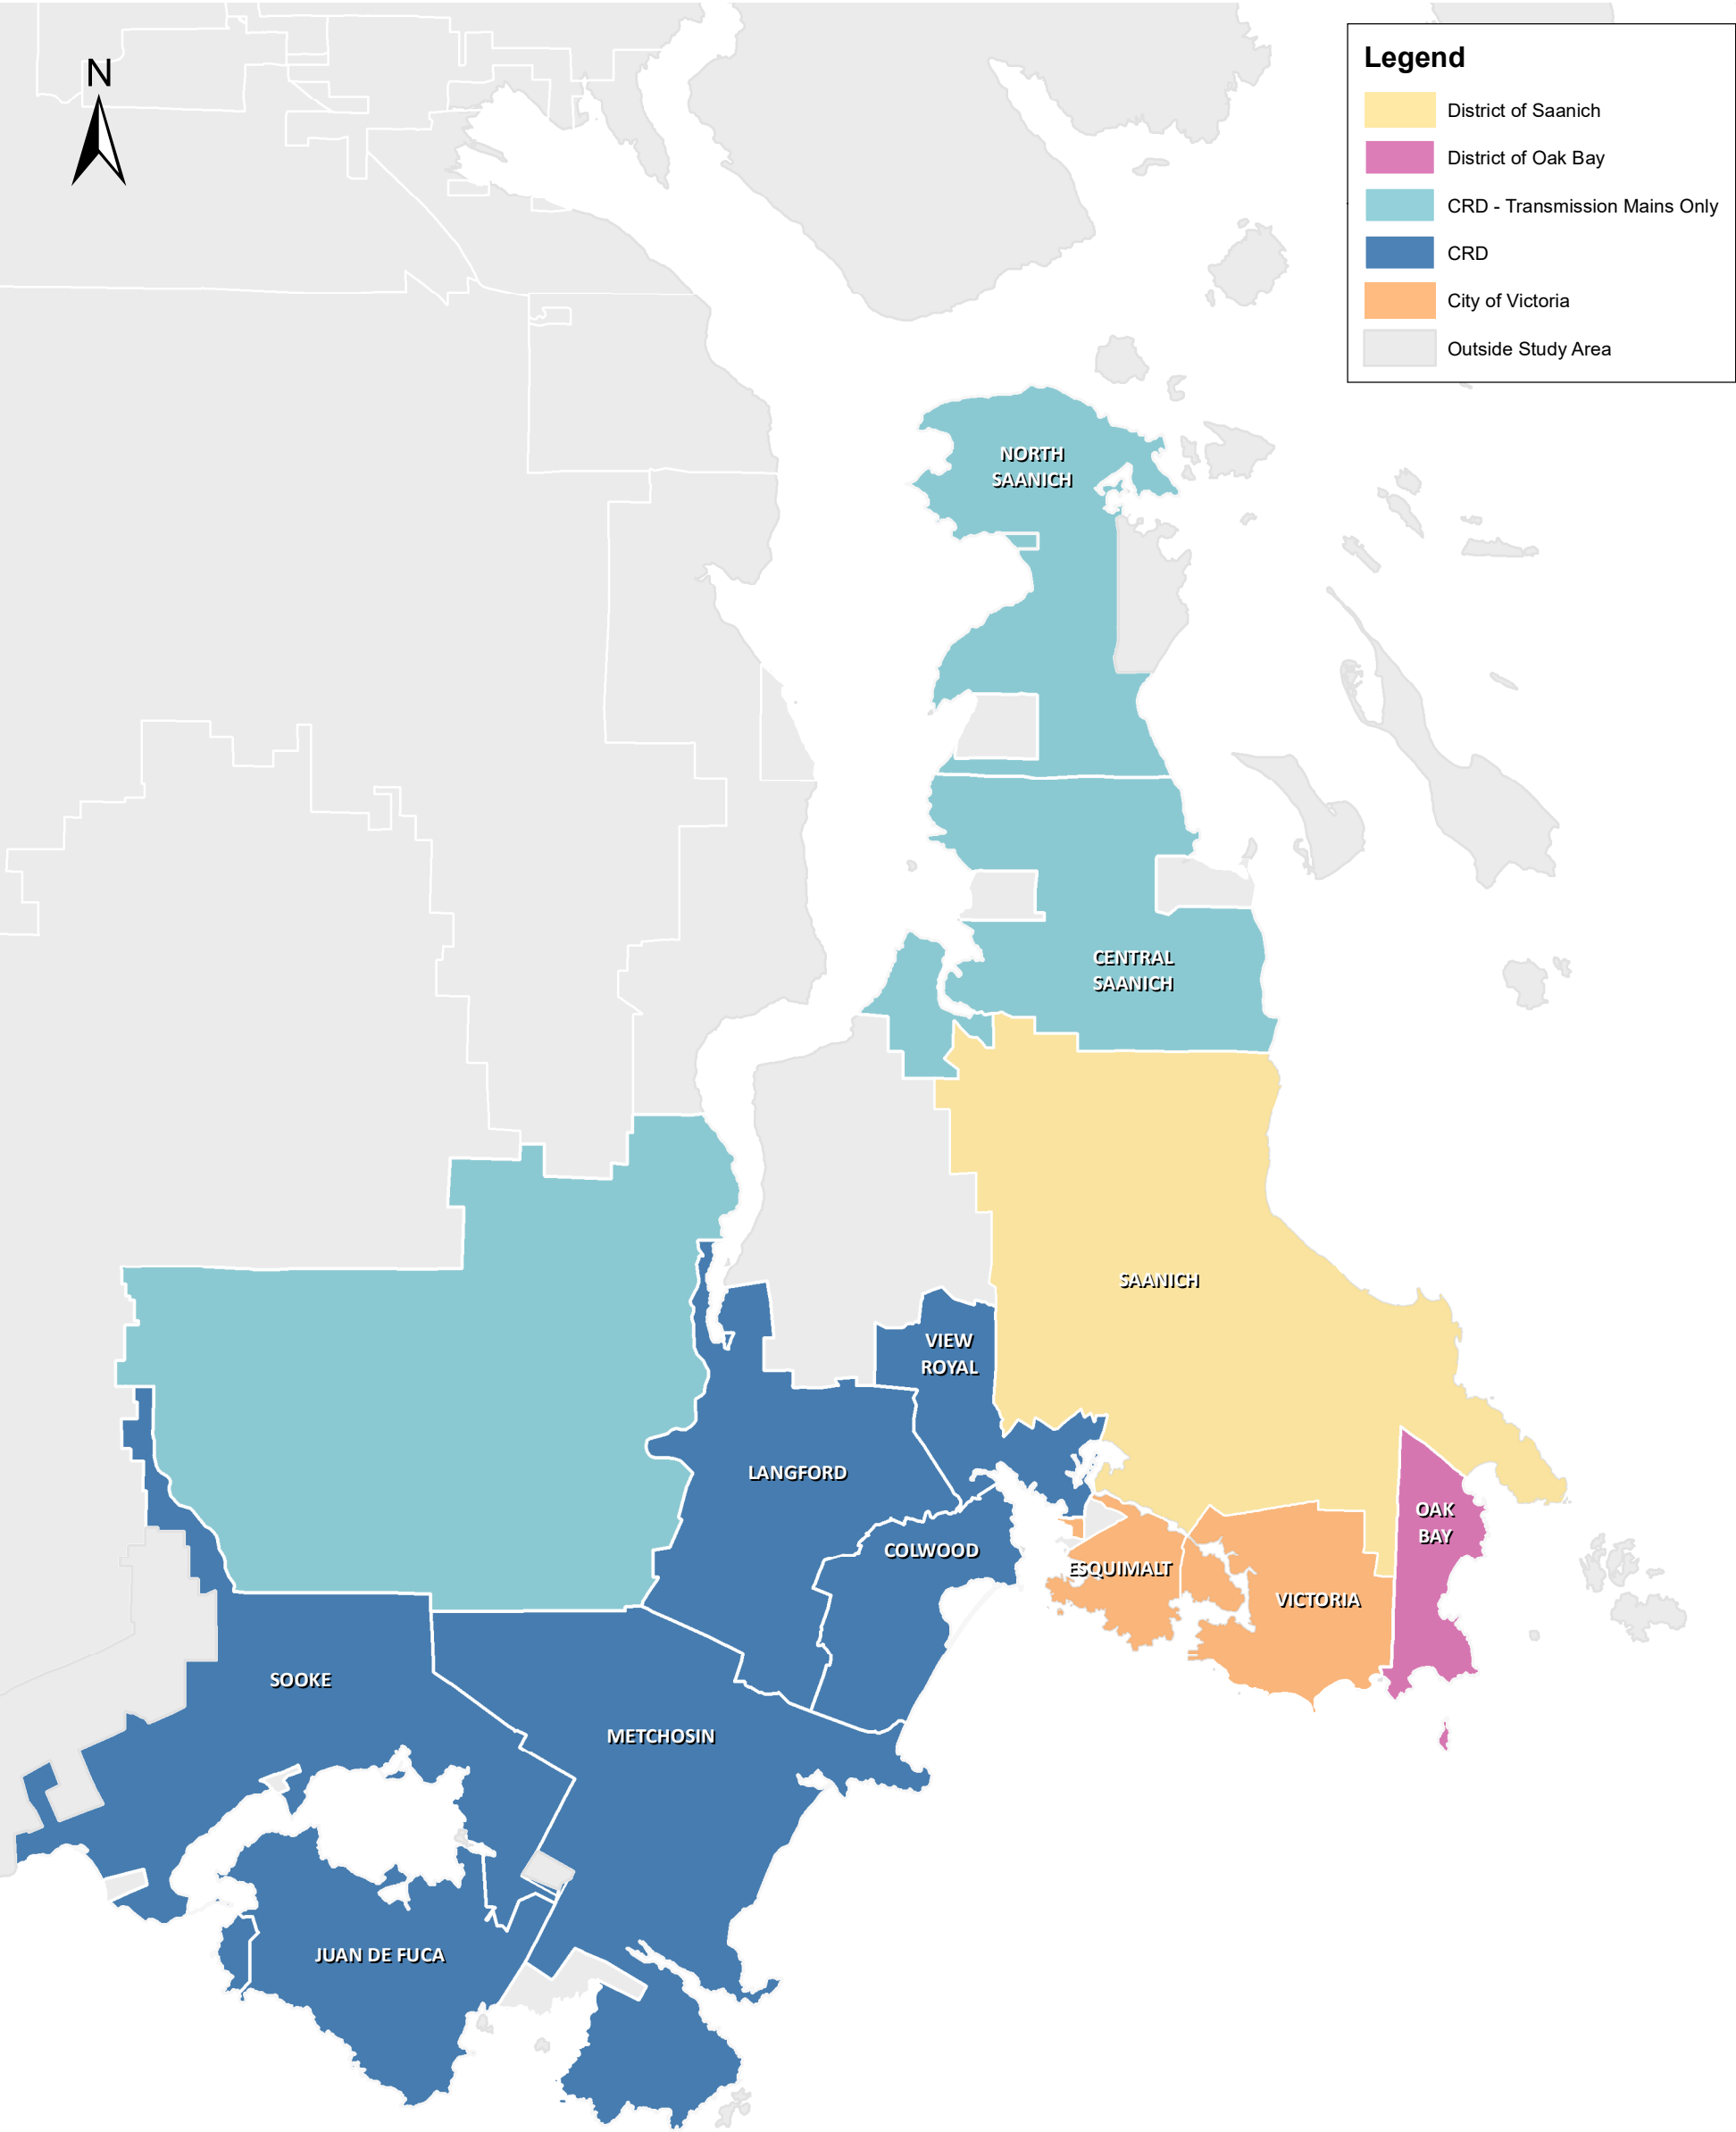 N
Legend
District of Saanich
District of Oak Bay
CRD - Transmission Mains Only
CRD
City of Victoria
Outside Study Area
NORTH
SAANICH
CENTRAL
SAANICH
SAANICH
VIEW
ROYAL
LANGFORD
OAK
BAY
COLWOOD
ESQUIMALT
VICTORIA
SOOKE
METCHOSIN
JUAN DE FUCA